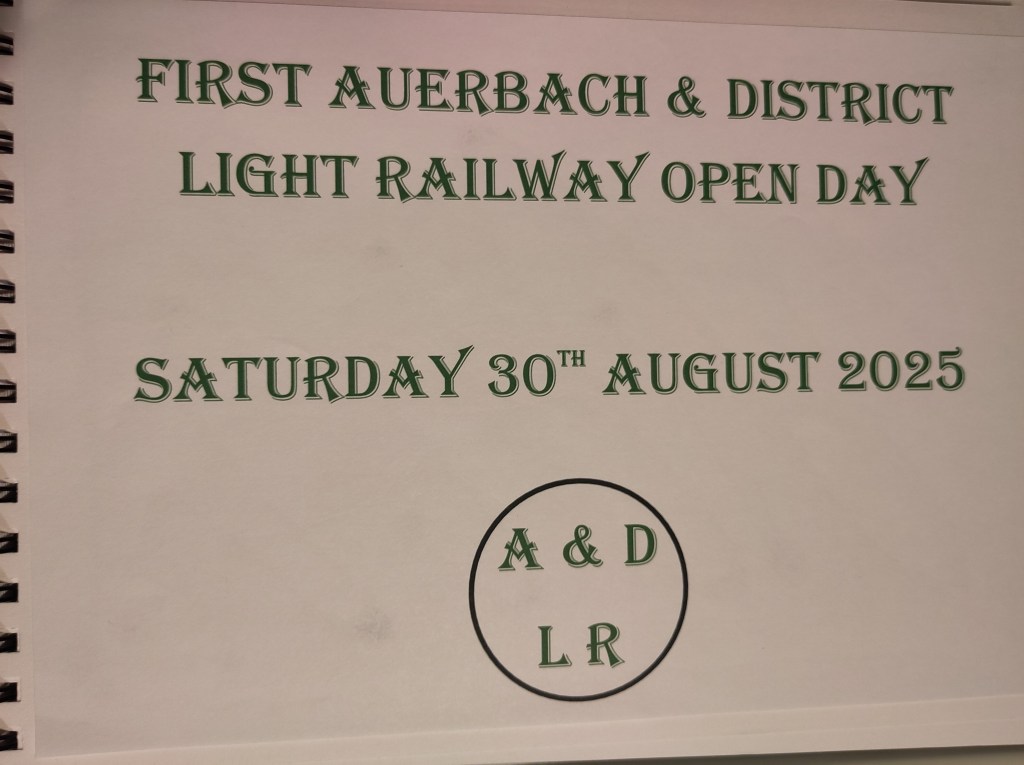 FIRST AUERBACH & DISTRICT
LIGHT RAILWAY OPEN DAY
SATURDAY 30TH AUGUST 2025
A & D
L R